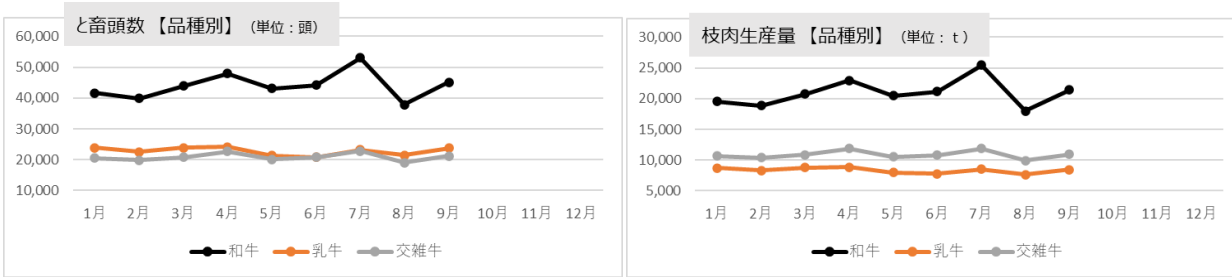 と畜頭数 【品種別】 （単位：頭）
60,000
50,000
40,000
30,000
20,000
10,000
1月 2月 3月 4月 5月 6月 7月 8月 9月 10月 11月 12月
和牛 乳牛 交雑牛
枝肉生産量 【品種別】 （単位：ｔ）
30,000
25,000
20,000
15,000
10,000
5,000
1月 2月 3月 4月 5月 6月 7月 8月 9月 10月 11月 12月
和牛 乳牛 交雑牛